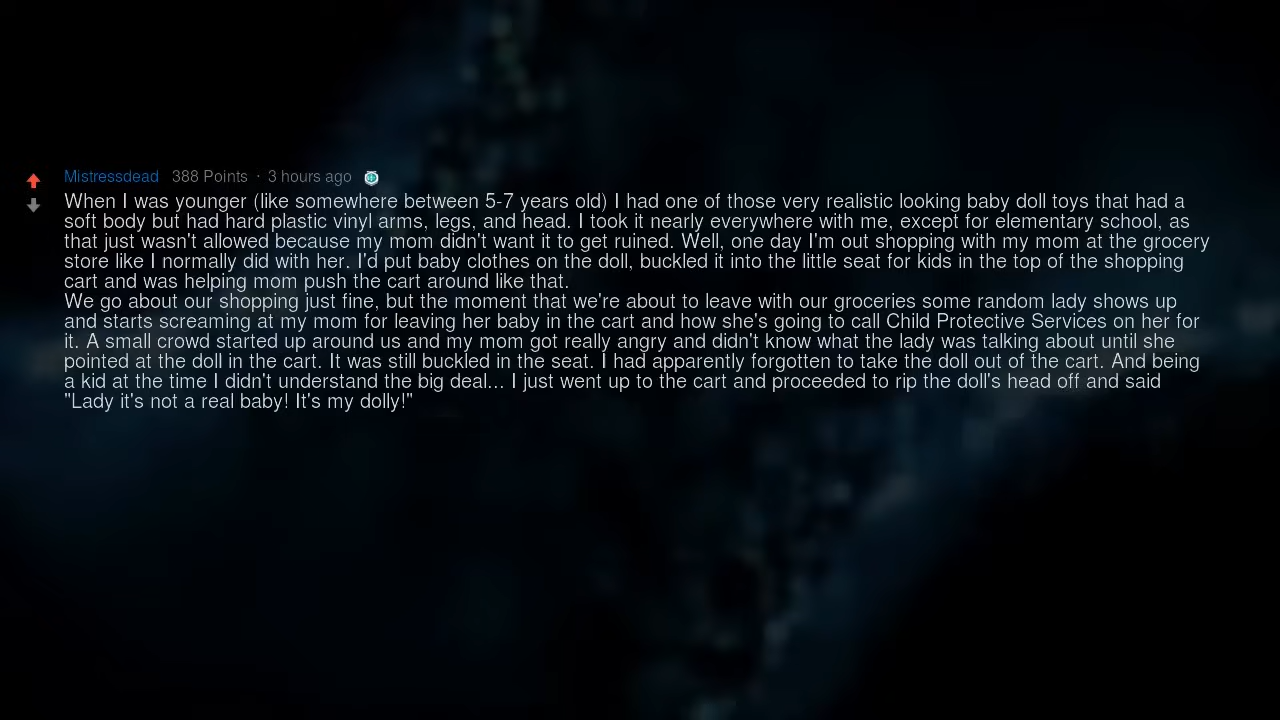 Mistressdead 388 Points · 3 hours ago
When I was younger (like somewhere between 5-7 years old) I had one of those very realistic looking baby doll toys that had a
soft body but had hard plastic vinyl arms, legs, and head. I took it nearly everywhere with me, except for elementary school, as
that just wasn't allowed because my mom didn't want it to get ruined. Well, one day I'm out shopping with my mom at the grocery
store like I normally did with her. I'd put baby clothes on the doll, buckled it into the little seat for kids in the top of the shopping
cart and was helping mom push the cart around like that.
We go about our shopping just fine, but the moment that we're about to leave with our groceries some random lady shows up
and starts screaming at my mom for leaving her baby in the cart and how she's going to call Child Protective Services on her for
it. A small crowd started up around us and my mom got really angry and didn't know what the lady was talking about until she
pointed at the doll in the cart. It was still buckled in the seat. I had apparently forgotten to take the doll out of the cart. And being
a kid at the time I didn't understand the big deal... I just went up to the cart and proceeded to rip the doll's head off and said
"Lady it's not a real baby! It's my dolly!"